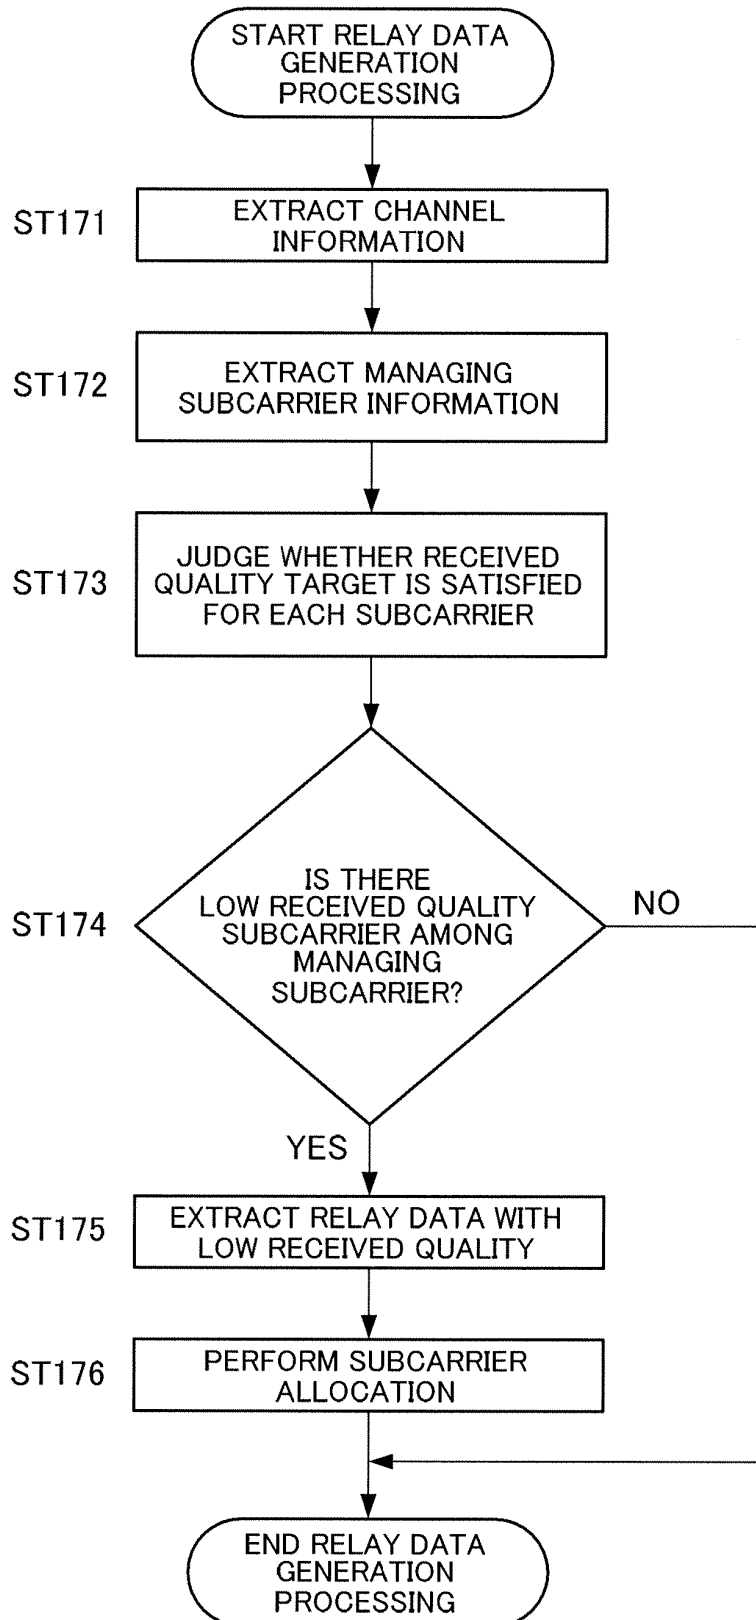 START RELAY DATA
GENERATION
PROCESSING
ST171
EXTRACT CHANNEL
INFORMATION
ST172
EXTRACT MANAGING
SUBCARRIER INFORMATION
ST173
JUDGE WHETHER RECEIVED
QUALITY TARGET IS SATISFIED
FOR EACH SUBCARRIER
ST174
IS THERE
LOW RECEIVED QUALITY
SUBCARRIER AMONG
MANAGING
SUBCARRIER?
NO
YES
ST175
EXTRACT RELAY DATA WITH
LOW RECEIVED QUALITY
ST176
PERFORM SUBCARRIER
ALLOCATION
END RELAY DATA
GENERATION
PROCESSING